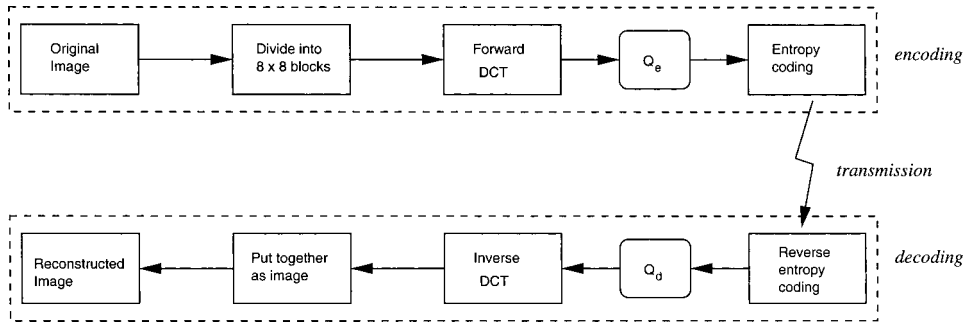 Original
Image
Divide into
8 x 8 blocks
Forward
DCT
Qe
Entropy
coding
encoding
transmission
Reconstructed
Image
Put together
as image
Inverse
DCT
Qd
Reverse
entropy
coding
decoding